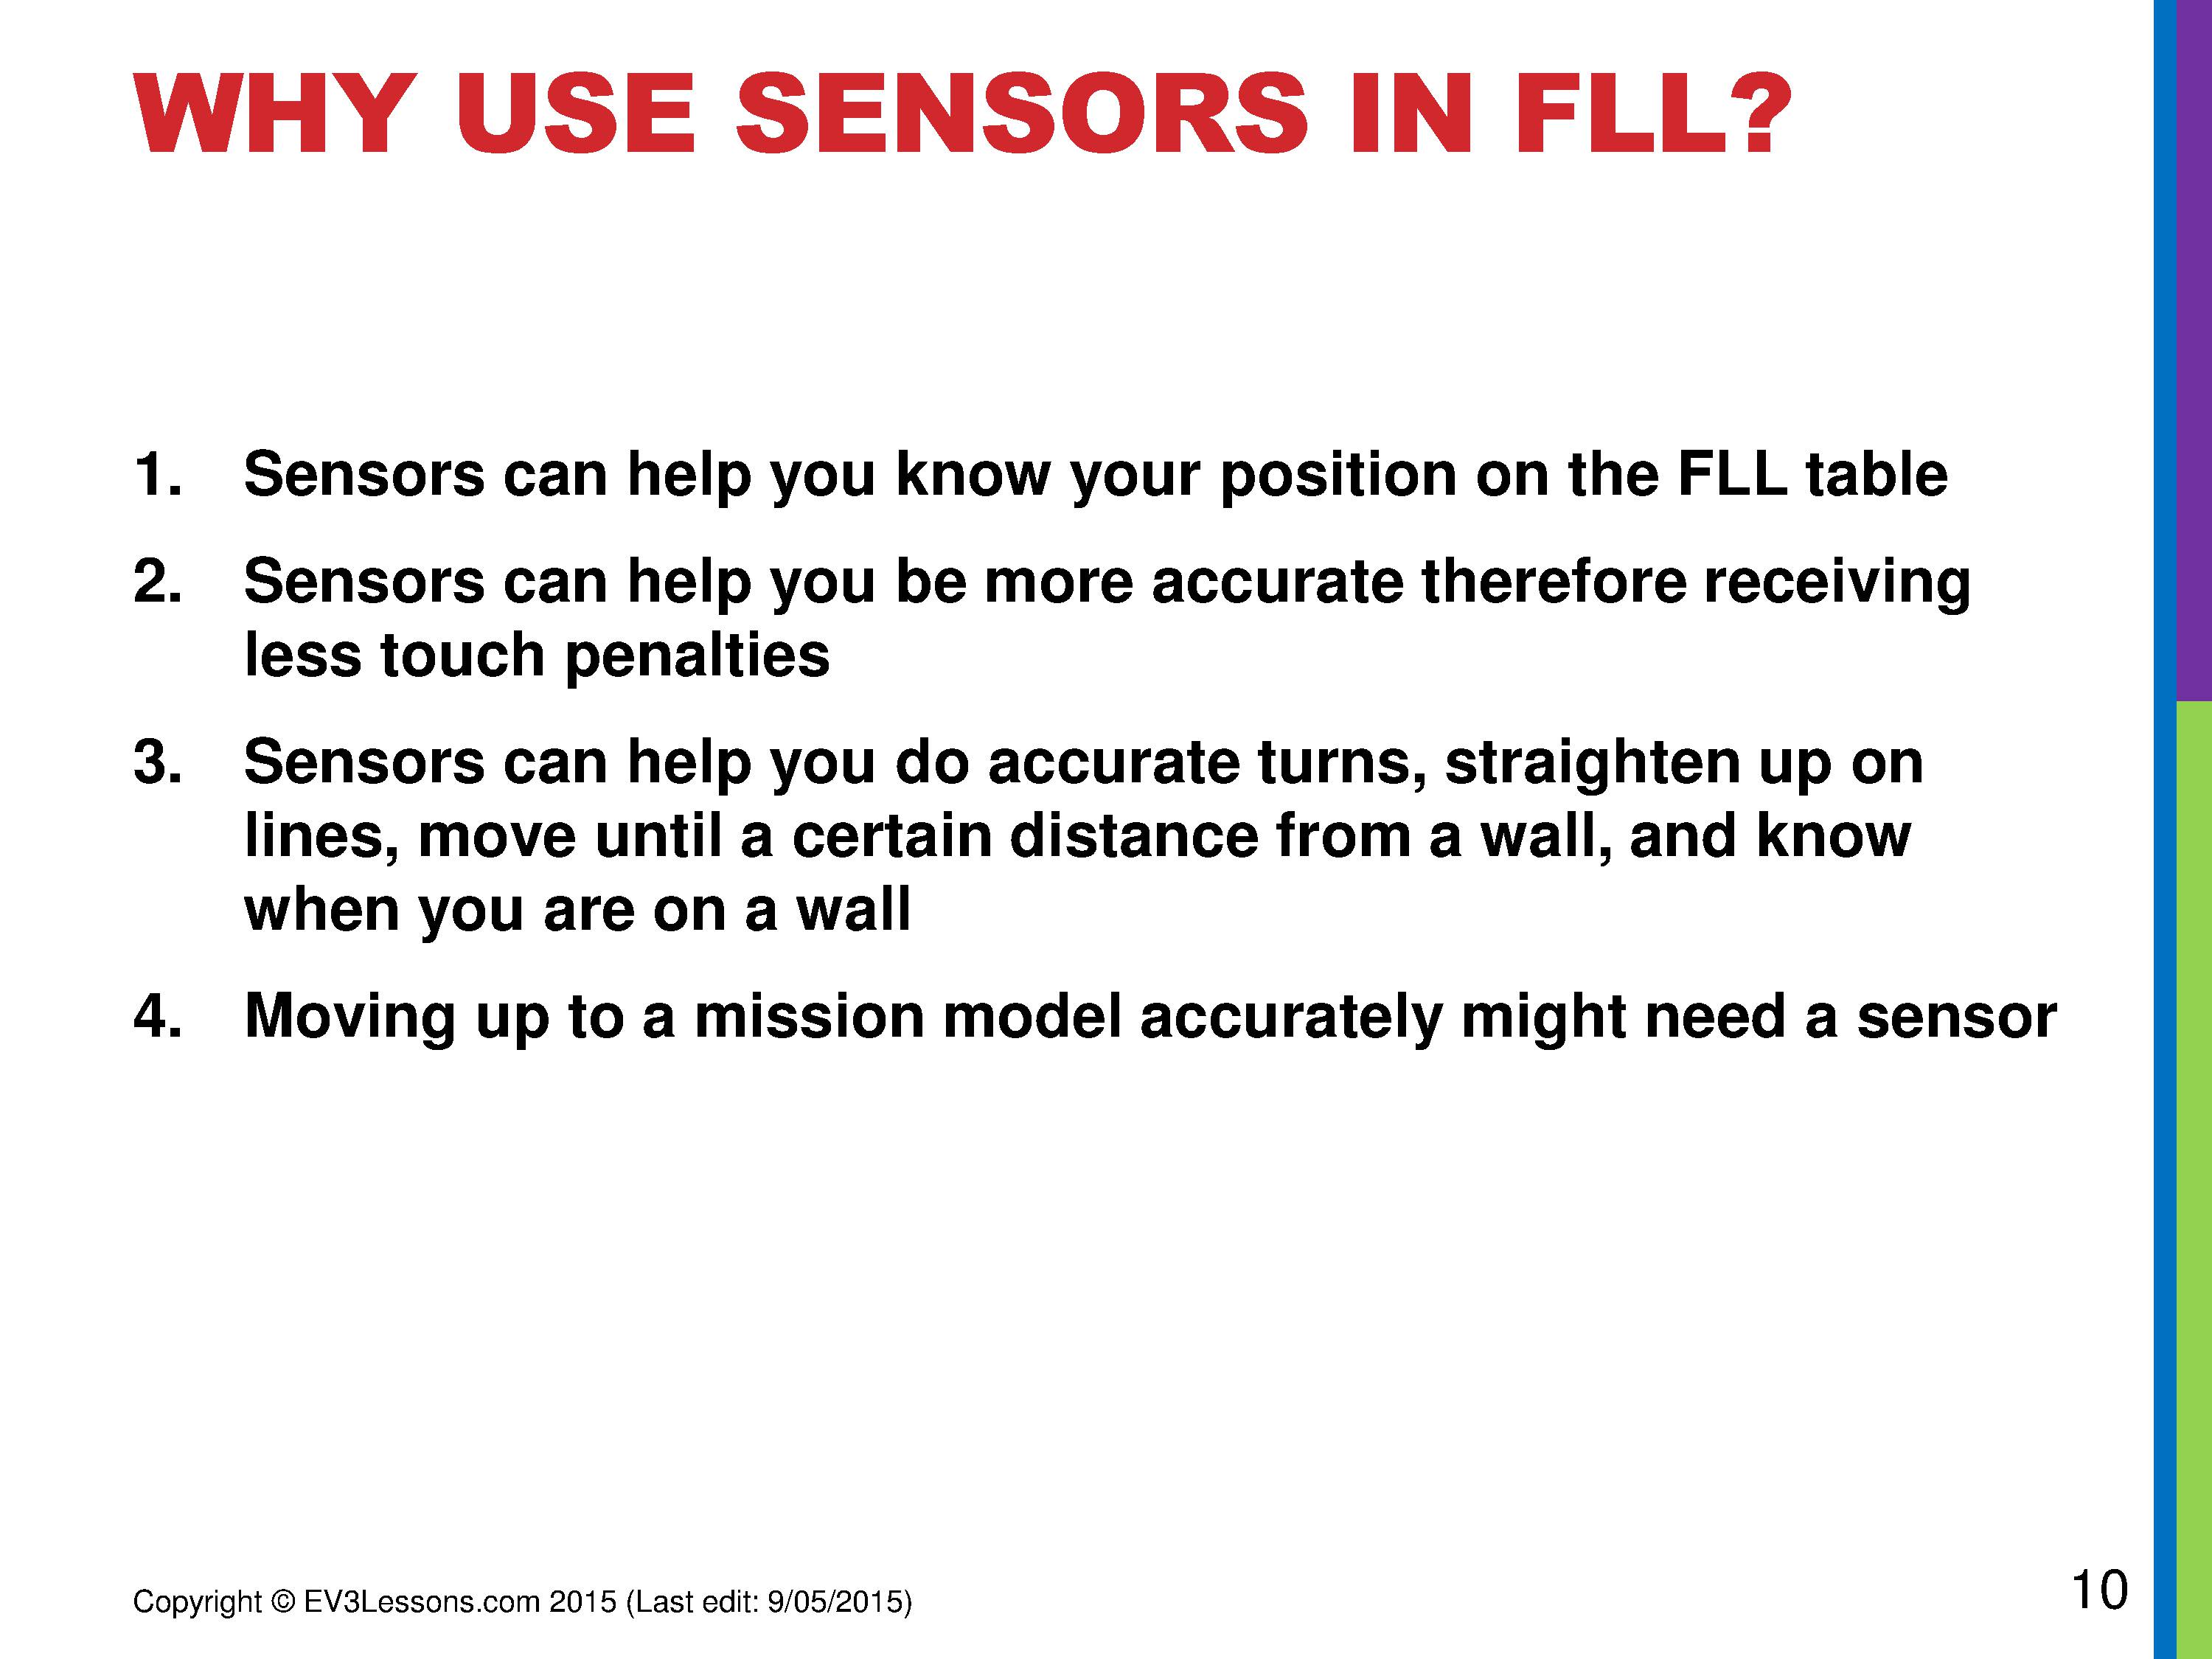 WHY USE SENSORS IN FLL?
1. Sensors can help you know your position on the FLL table
2. Sensors can help you be more accurate therefore receiving
less touch penalties
3. Sensors can help you do accurate turns, straighten up on
lines, move until a certain distance from a wall, and know
when you are on a wall
4. Moving up to a mission model accurately might need a sensor
Copyright © EV3Lessons.com 2015 (Last edit: 9/05/2015)
10